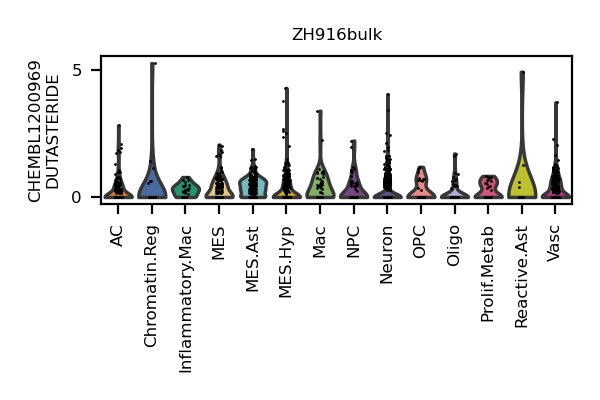 ZH916bulk
CHEMBL1200969
DUTASTERIDE
5
0
AC
Chromatin.Reg
Inflammatory.Mac
MES
MES.Ast
MES.Hyp
Mac
NPC
Neuron
OPC
Oligo
Prolif.Metab
Reactive.Ast
Vasc